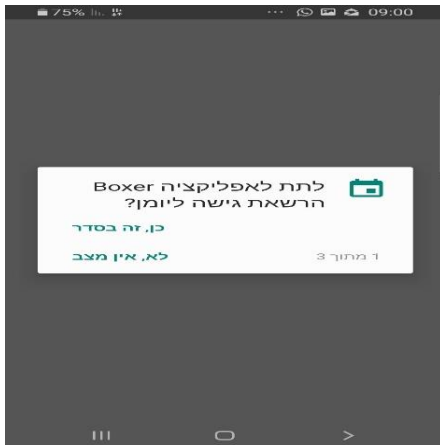 75% 09:00
לתת לאפליקציה Boxer
הרשאת גישה ליומן?
כן, זה בסדר
1 מתוך 3
לא, אין מצב